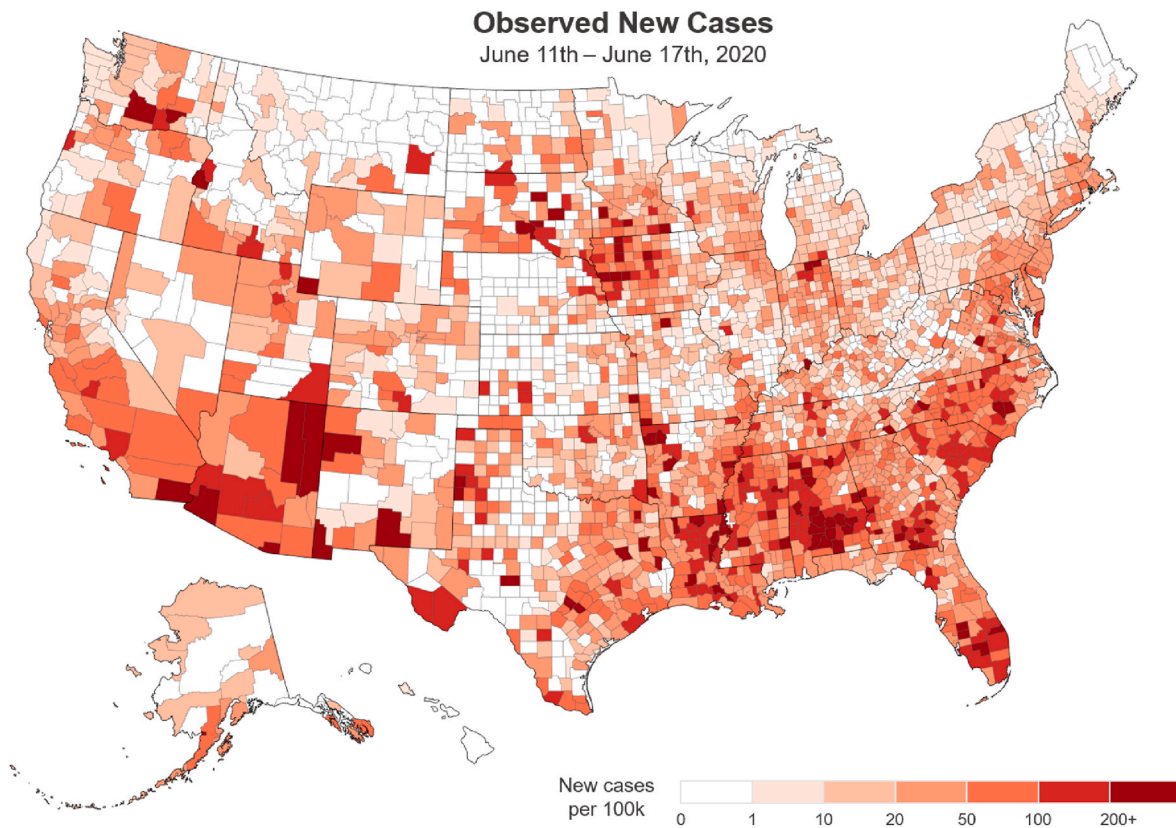 Observed New Cases
June 11th – June 17th, 2020
New cases
per 100k
0 1 10 20 50 100 200+